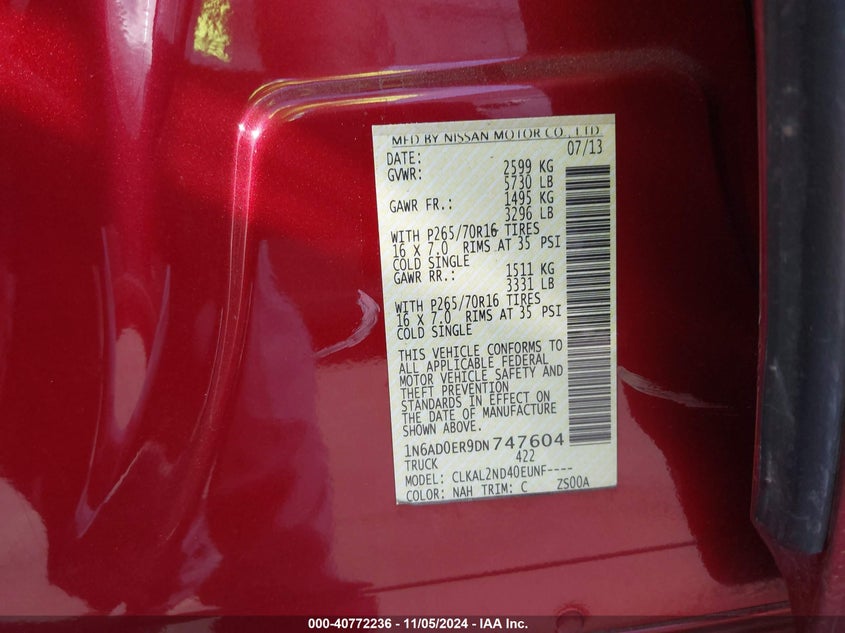 MFD BY NISSAN MOTOR CO., LTD.
DATE: 07/13
GVWR: 2599 KG
5730 LB
GAWR FR.: 1495 KG
3296 LB
WITH P265/70R16 TIRES
16 X 7.0 RIMS AT 35 PSI
COLD SINGLE
GAWR RR.: 1511 KG
3331 LB
WITH P265/70R16 TIRES
16 X 7.0 RIMS AT 35 PSI
COLD SINGLE
THIS VEHICLE CONFORMS TO
ALL APPLICABLE FEDERAL
MOTOR VEHICLE SAFETY AND
THEFT PREVENTION
STANDARDS IN EFFECT ON
THE DATE OF MANUFACTURE
SHOWN ABOVE.
1N6AD0ER9DN747604
TRUCK 422
MODEL: CLKAL2ND40EUNF----
COLOR: NAH TRIM: C ZS00A
000-40772236 - 11/05/2024 - IAA Inc.